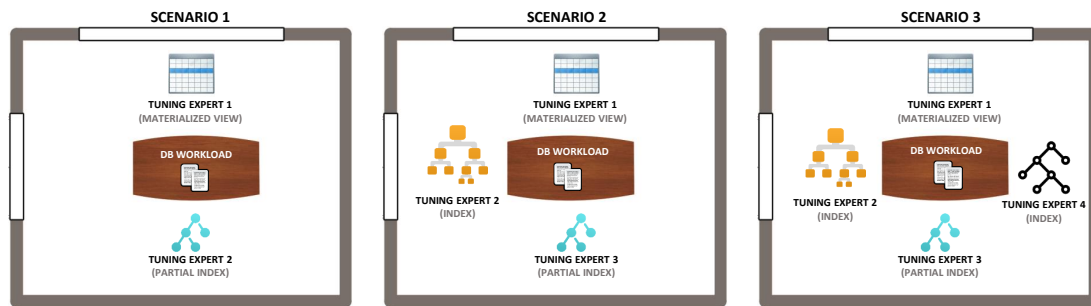 SCENARIO 1
TUNING EXPERT 1
(MATERIALIZED VIEW)
DB WORKLOAD
TUNING EXPERT 2
(PARTIAL INDEX)
SCENARIO 2
TUNING EXPERT 1
(MATERIALIZED VIEW)
DB WORKLOAD
TUNING EXPERT 2
(INDEX)
TUNING EXPERT 3
(PARTIAL INDEX)
SCENARIO 3
TUNING EXPERT 1
(MATERIALIZED VIEW)
DB WORKLOAD
TUNING EXPERT 2
(INDEX)
TUNING EXPERT 4
(INDEX)
TUNING EXPERT 3
(PARTIAL INDEX)